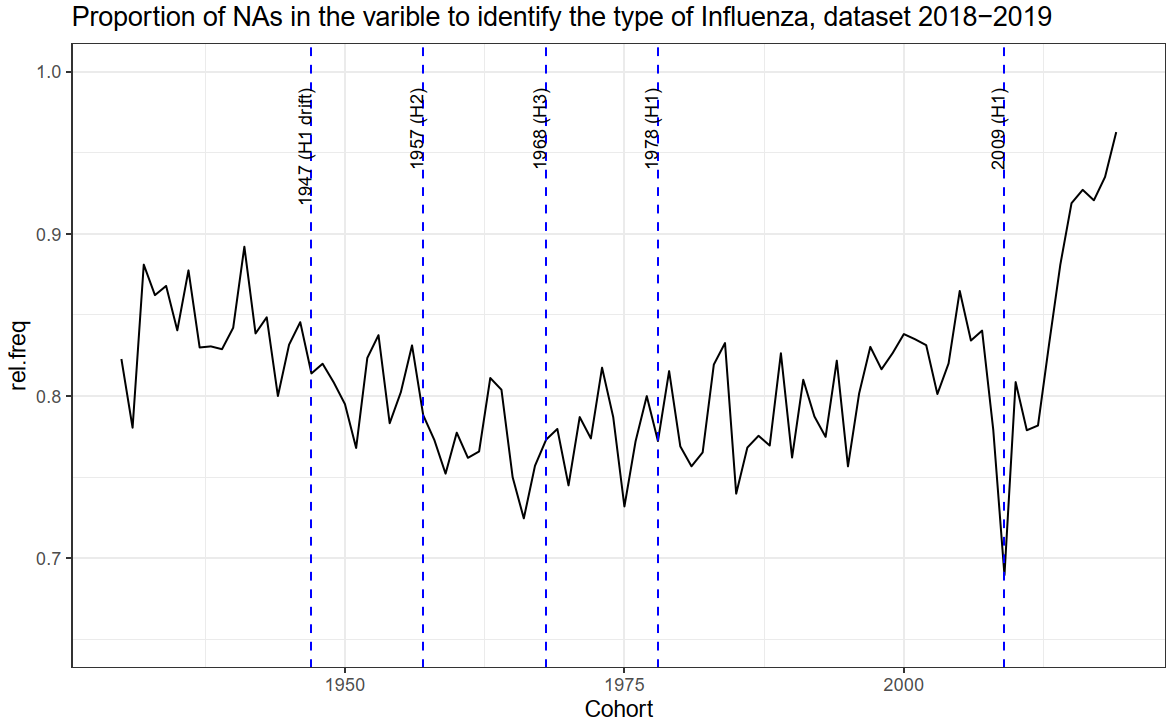 Proportion of NAs in the varible to identify the type of Influenza, dataset 2018−2019
1.0
0.9
0.8
0.7
rel.freq
1947 (H1 drift)
1957 (H2)
1968 (H3)
1978 (H1)
2009 (H1)
1950
1975
2000
Cohort